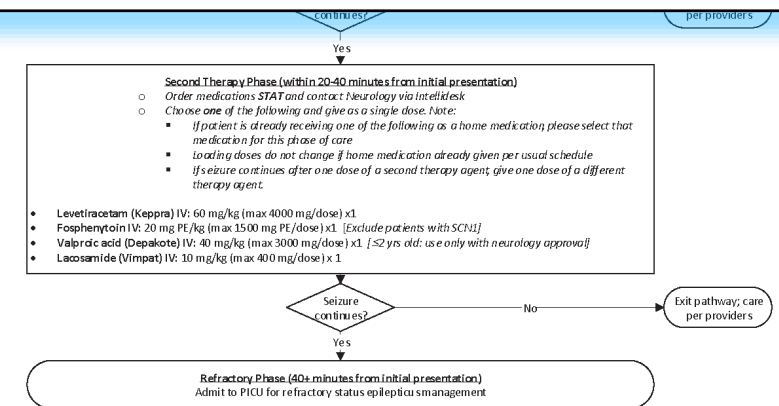 continues?
per providers
Yes
Second Therapy Phase (within 20-40 minutes from initial presentation)
o Order medications STAT and contact Neurology via Intellidesk
o Choose one of the following and give as a single dose. Note:
▪ If patient is already receiving one of the following as a home medication, please select that
medication for this phase of care
▪ Loading doses do not change if home medication already given per usual schedule
▪ If seizure continues after one dose of a second therapy agent, give one dose of a different
therapy agent.
• Levetiracetam (Keppra) IV: 60 mg/kg (max 4000 mg/dose) x1
• Fosphenytoin IV: 20 mg PE/kg (max 1500 mg PE/dose) x1 [Exclude patients with SCN1]
• Valproic acid (Depakote) IV: 40 mg/kg (max 3000 mg/dose) x1 [≤2 yrs old: use only with neurology approval]
• Lacosamide (Vimpat) IV: 10 mg/kg (max 400 mg/dose) x 1
Seizure
continues?
No
Exit pathway; care
per providers
Yes
Refractory Phase (40+ minutes from initial presentation)
Admit to PICU for refractory status epilepticus management